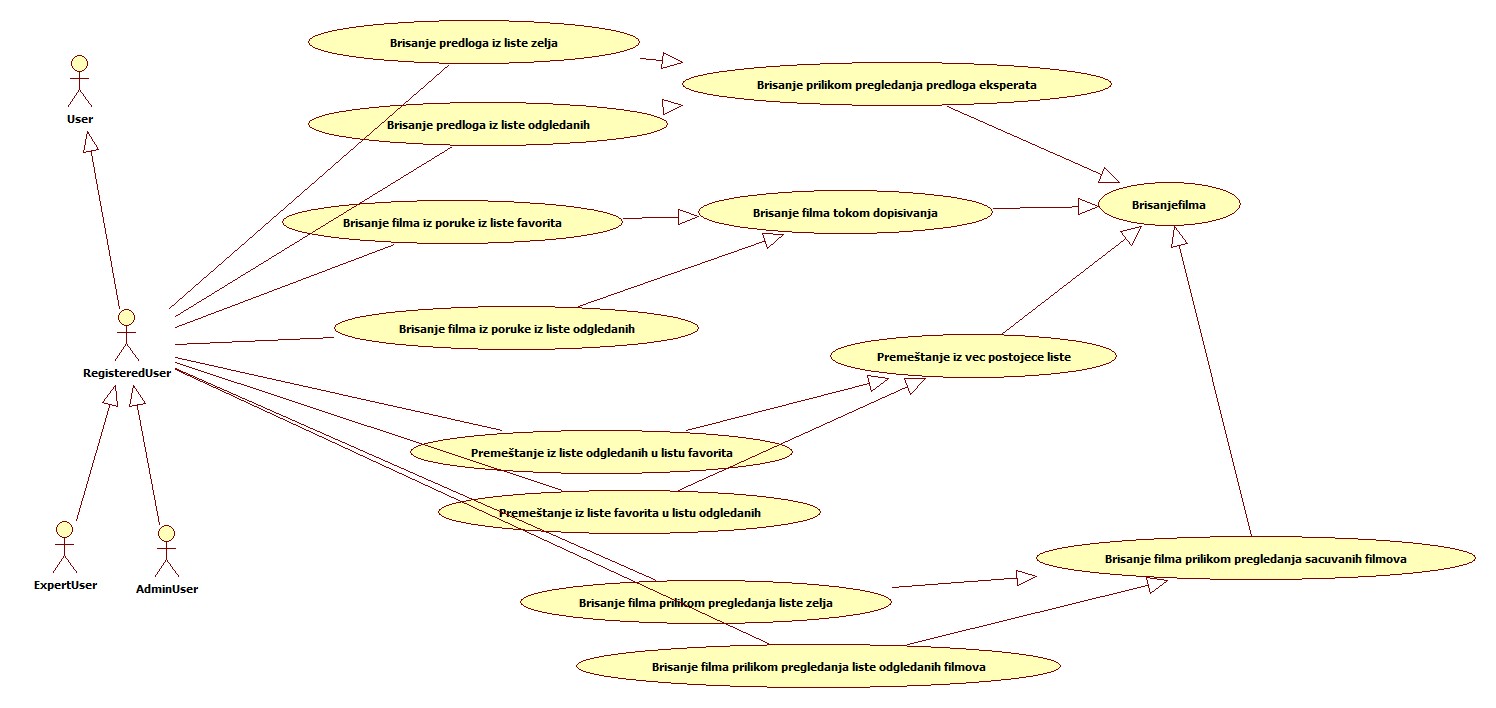 Brisanje predloga iz liste zelja
User
Brisanje prilikom pregledanja predloga eksperata
Brisanje predloga iz liste odgledanih
Brisanje filma iz poruke iz liste favorita
Brisanje filma tokom dopisivanja
Brisanjefilma
Brisanje filma iz poruke iz liste odgledanih
RegisteredUser
Premeštanje iz vec postojece liste
Premeštanje iz liste odgledanih u listu favorita
Premeštanje iz liste favorita u listu odgledanih
Brisanje filma prilikom pregledanja sacuvanih filmova
ExpertUser
AdminUser
Brisanje filma prilikom pregledanja liste zelja
Brisanje filma prilikom pregledanja liste odgledanih filmova